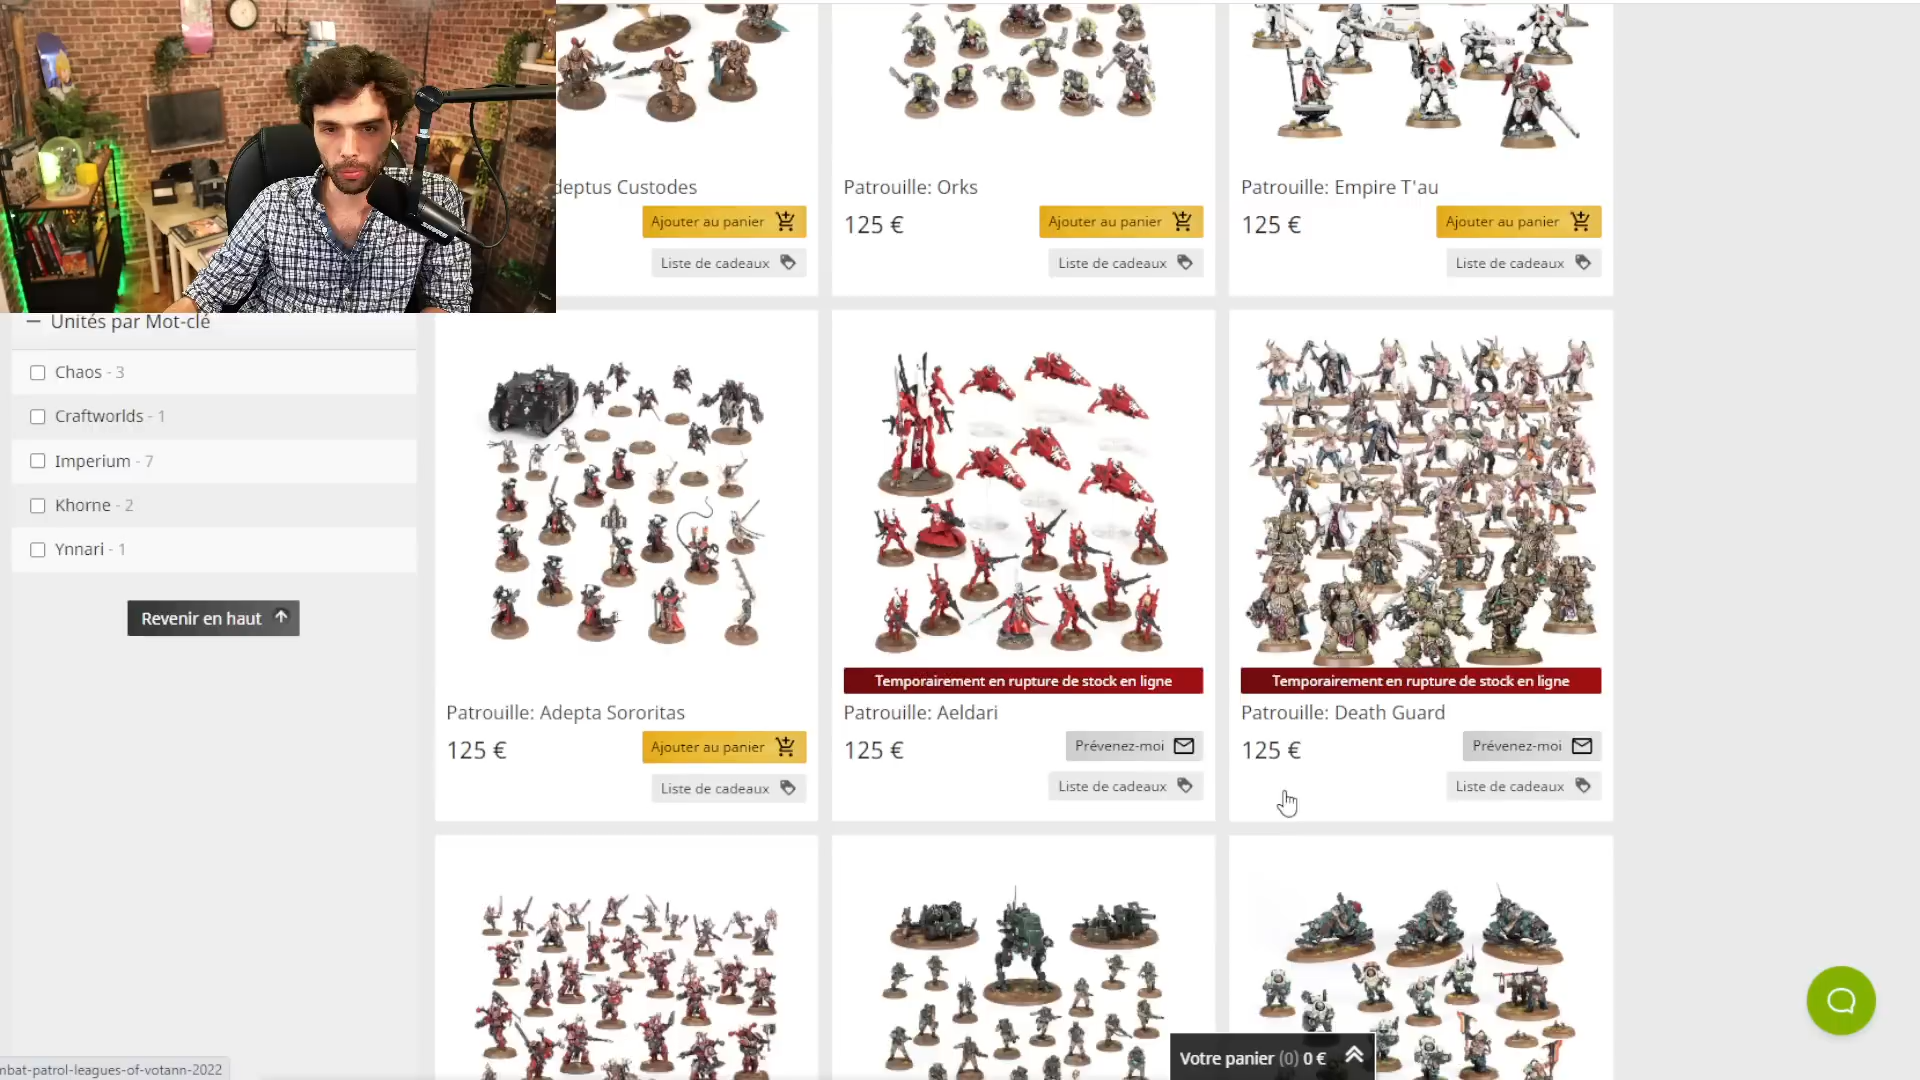 deptus Custodes
Ajouter au panier
Liste de cadeaux
Patrouille: Orks
125 €
Ajouter au panier
Liste de cadeaux
Patrouille: Empire T'au
125 €
Ajouter au panier
Liste de cadeaux
Unités par Mot-clé
Chaos - 3
Craftworlds - 1
Imperium - 7
Khorne - 2
Ynnari - 1
Revenir en haut
Patrouille: Adepta Sororitas
125 €
Ajouter au panier
Liste de cadeaux
Temporairement en rupture de stock en ligne
Patrouille: Aeldari
125 €
Prévenez-moi
Liste de cadeaux
Temporairement en rupture de stock en ligne
Patrouille: Death Guard
125 €
Prévenez-moi
Liste de cadeaux
Votre panier (0) 0 €
mbat-patrol-leagues-of-votann-2022